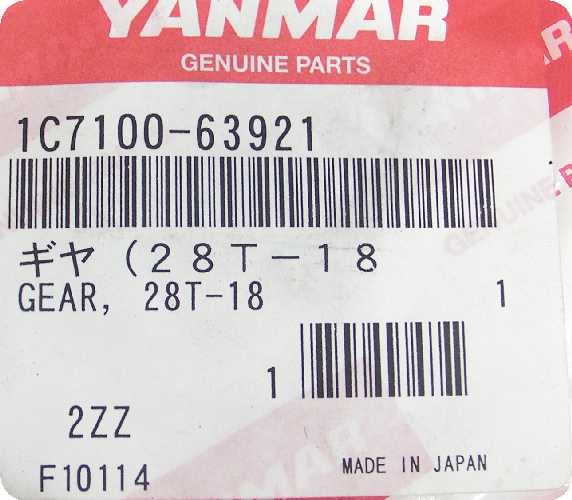 YANMAR
GENUINE PARTS
1C7100-63921
ギヤ（２８Ｔ－１８
GEAR, 28T-18 1
1
2ZZ
F10114 MADE IN JAPAN